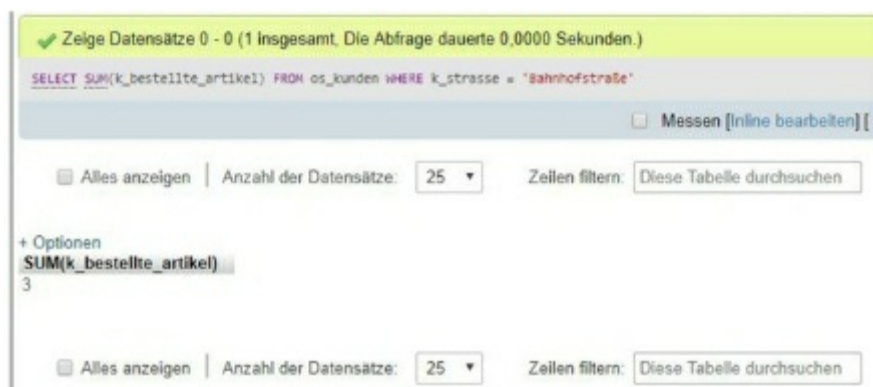 Zeige Datensätze 0 - 0 (1 insgesamt, Die Abfrage dauerte 0,0000 Sekunden.)
SELECT SUM(k_bestellte_artikel) FROM os_kunden WHERE k_strasse = "Bahnhofstraße"
Messen [Inline bearbeiten] [
Alles anzeigen | Anzahl der Datensätze: 25 Zeilen filtern: Diese Tabelle durchsuchen
+ Optionen
SUM(k_bestellte_artikel)
3
Alles anzeigen | Anzahl der Datensätze: 25 Zeilen filtern: Diese Tabelle durchsuchen